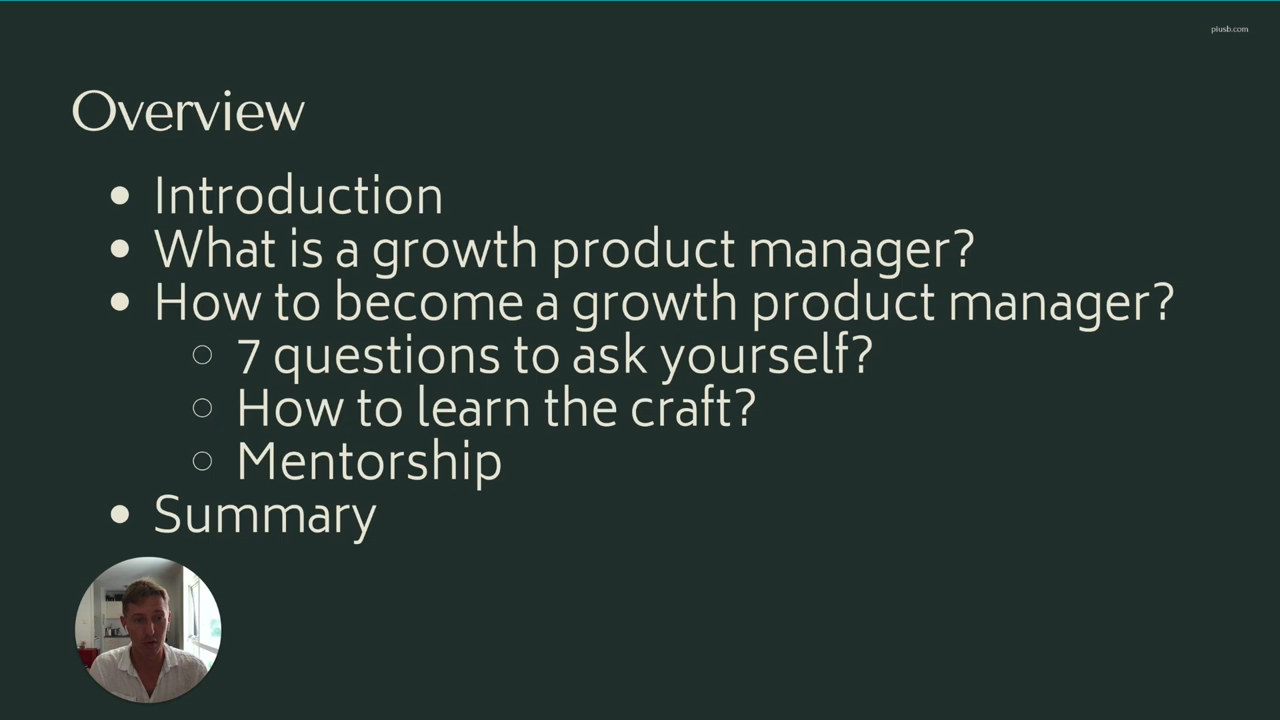 piusb.com
Overview
• Introduction
• What is a growth product manager?
• How to become a growth product manager?
○ 7 questions to ask yourself?
○ How to learn the craft?
○ Mentorship
• Summary